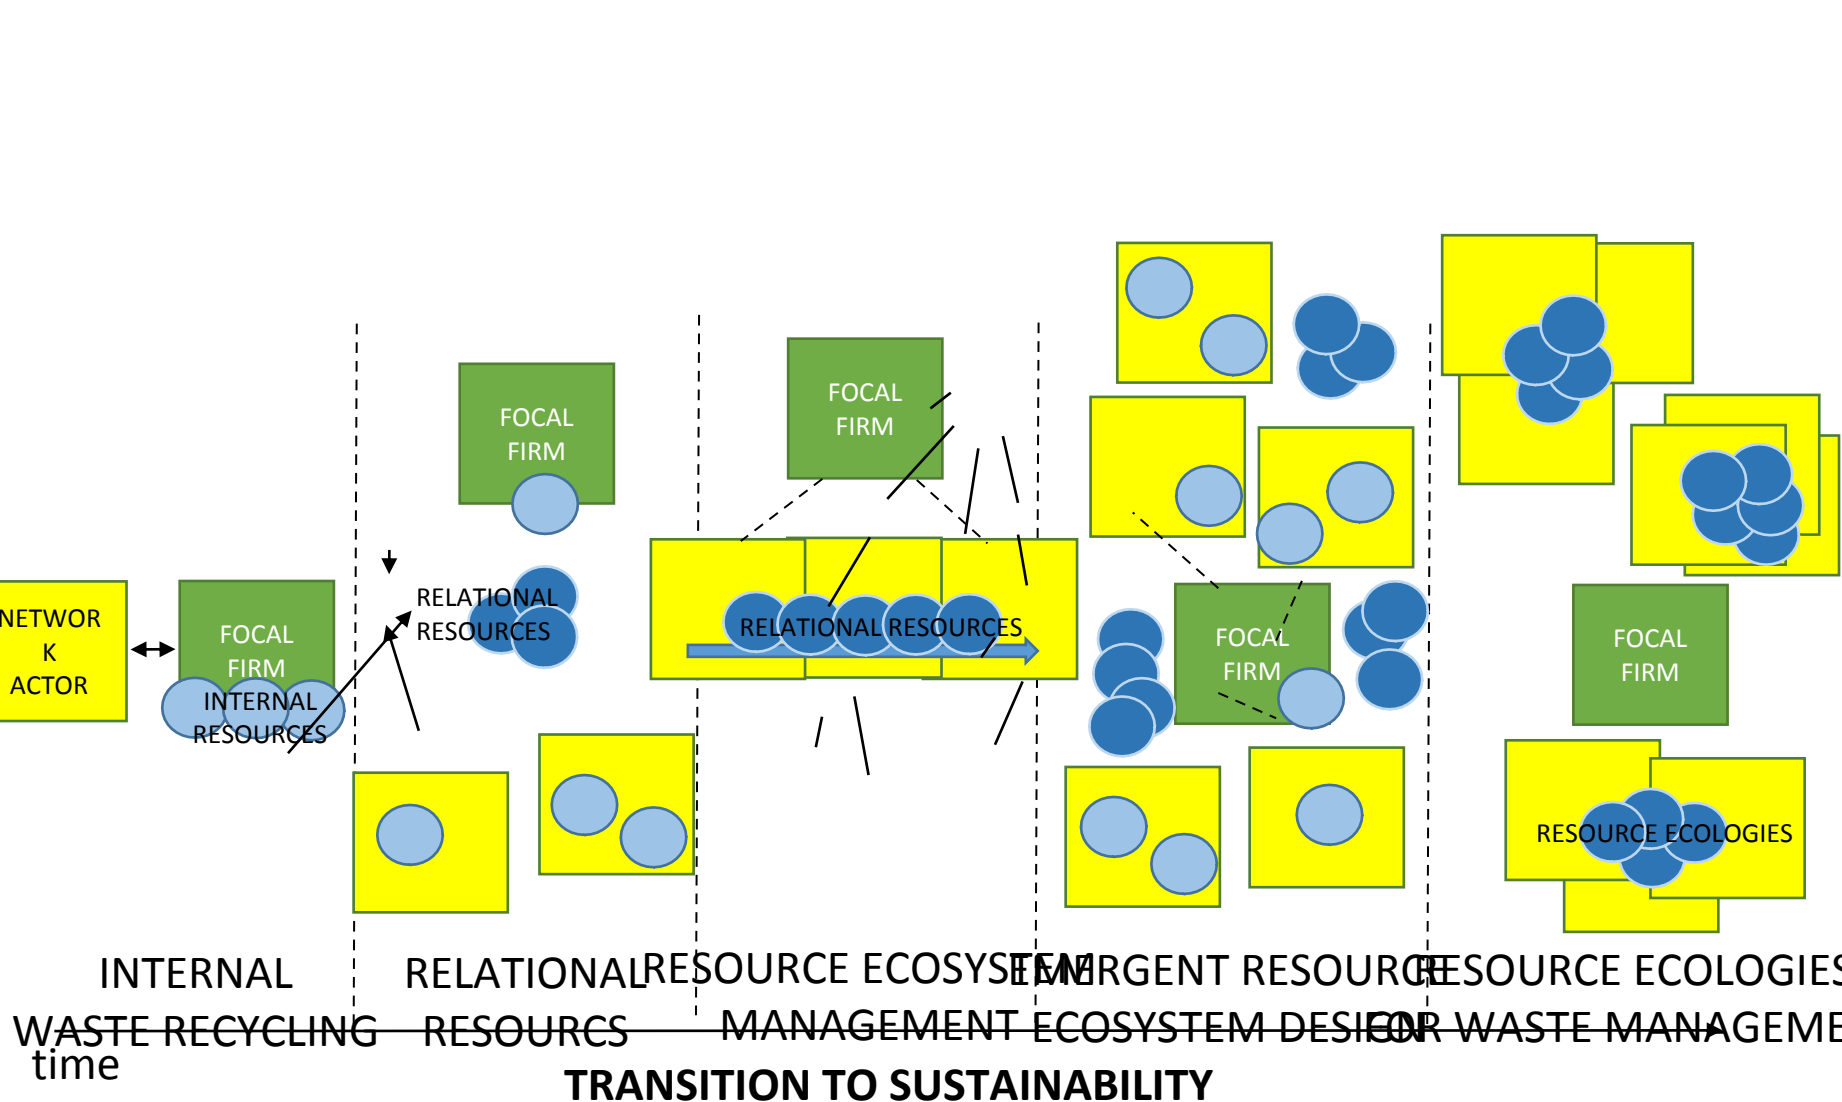 NETWOR
K
ACTOR
FOCAL
FIRM
INTERNAL
RESOURCES
FOCAL
FIRM
RELATIONAL
RESOURCES
FOCAL
FIRM
RELATIONAL RESOURCES
FOCAL
FIRM
FOCAL
FIRM
RESOURCE ECOLOGIES
INTERNAL
WASTE RECYCLING
RELATIONAL
RESOURCS
RESOURCE ECOSYSTEM
MANAGEMENT
EMERGENT RESOURCE
ECOSYSTEM DESIGN
RESOURCE ECOLOGIES
FOR WASTE MANAGEME
time
TRANSITION TO SUSTAINABILITY